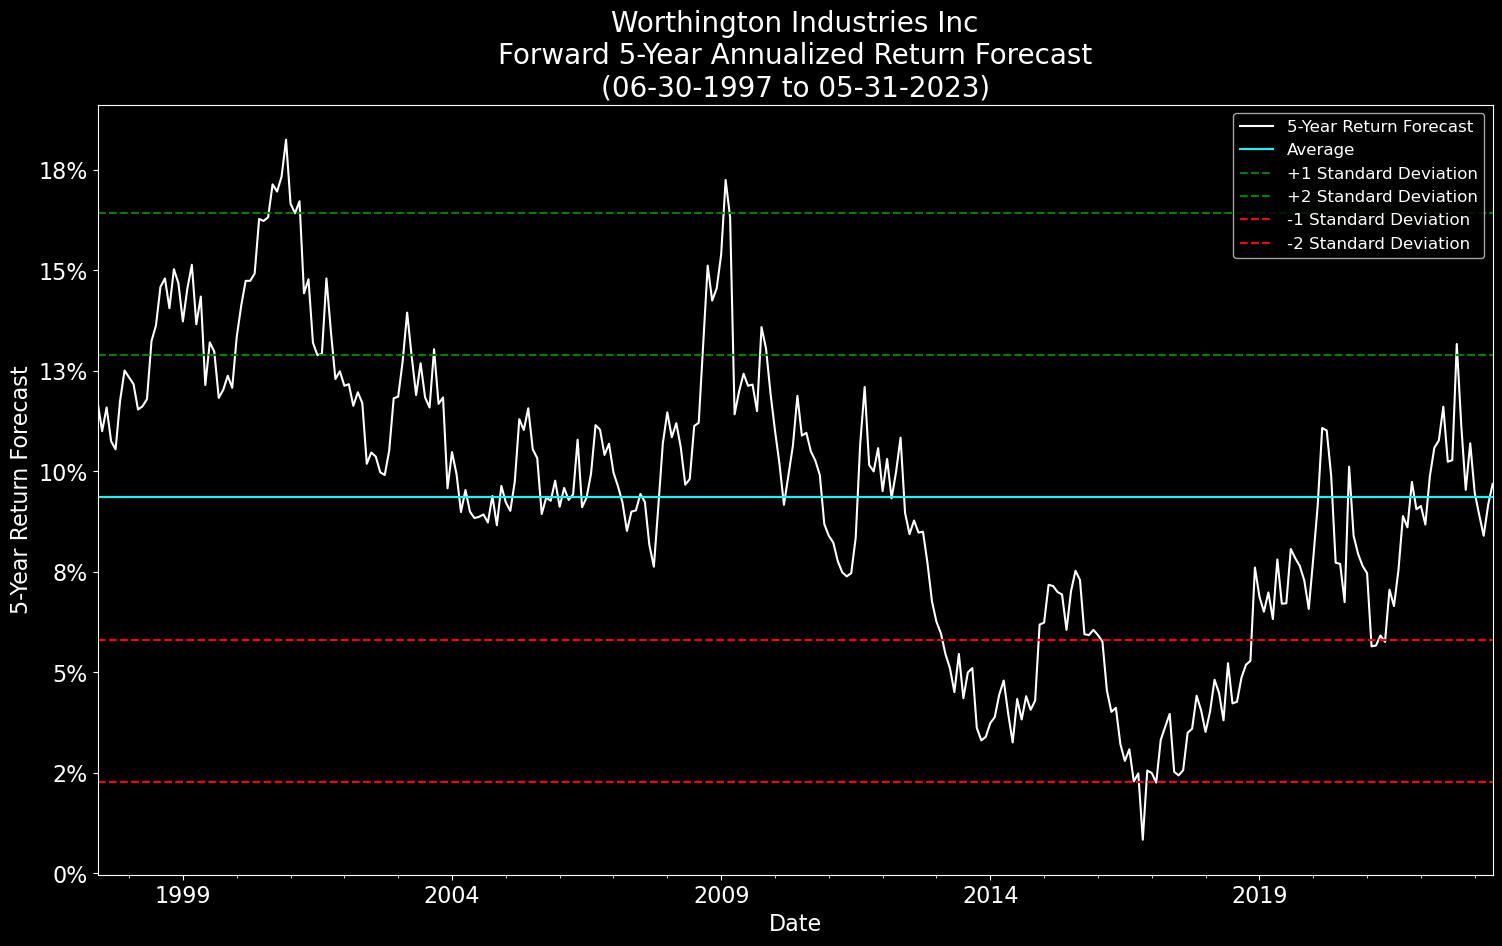 Worthington Industries Inc
Forward 5-Year Annualized Return Forecast
(06-30-1997 to 05-31-2023)
5-Year Return Forecast
Average
+1 Standard Deviation
+2 Standard Deviation
-1 Standard Deviation
-2 Standard Deviation
18%
15%
13%
10%
8%
5%
2%
0%
5-Year Return Forecast
1999
2004
2009
2014
2019
Date